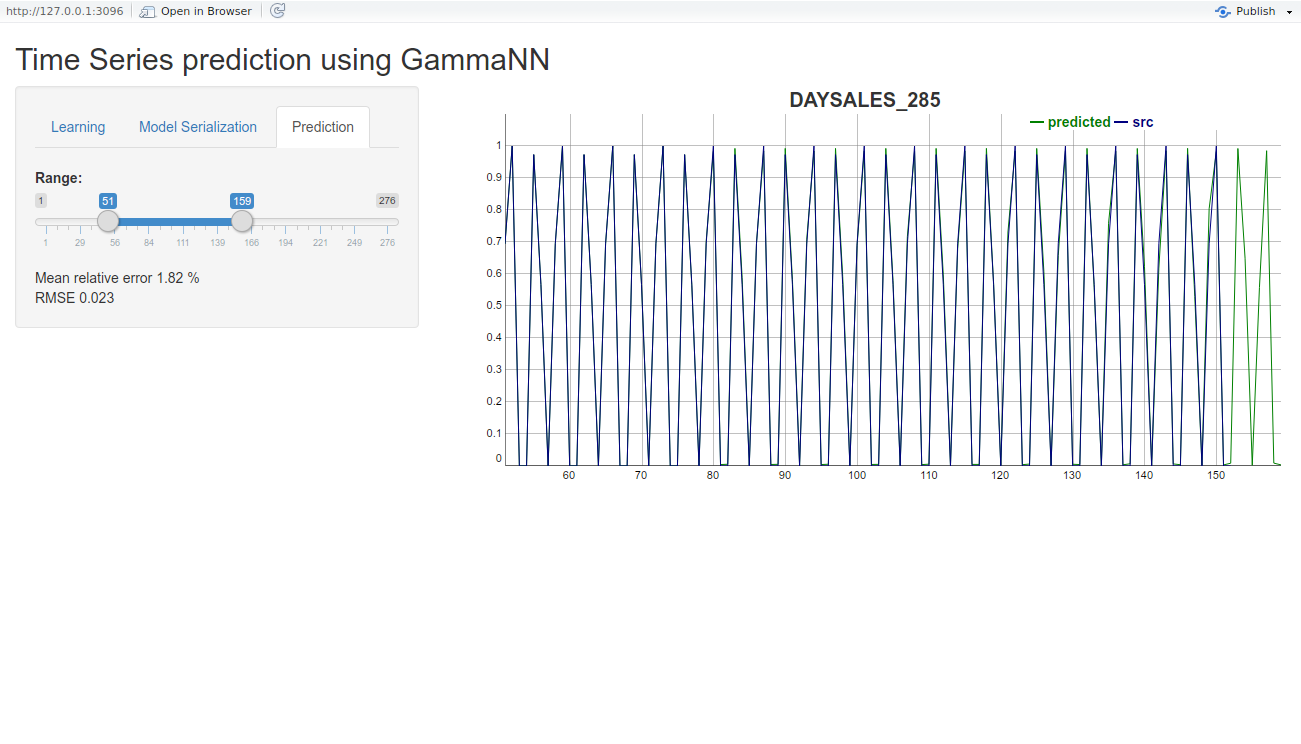 http://127.0.0.1:3096 Open in Browser Publish
Time Series prediction using GammaNN
Learning Model Serialization Prediction
Range:
1 51 159 276
1 29 56 84 111 139 166 194 221 249 276
Mean relative error 1.82 %
RMSE 0.023
DAYSALES_285
predicted src
1
0.9
0.8
0.7
0.6
0.5
0.4
0.3
0.2
0.1
0
60 70 80 90 100 110 120 130 140 150